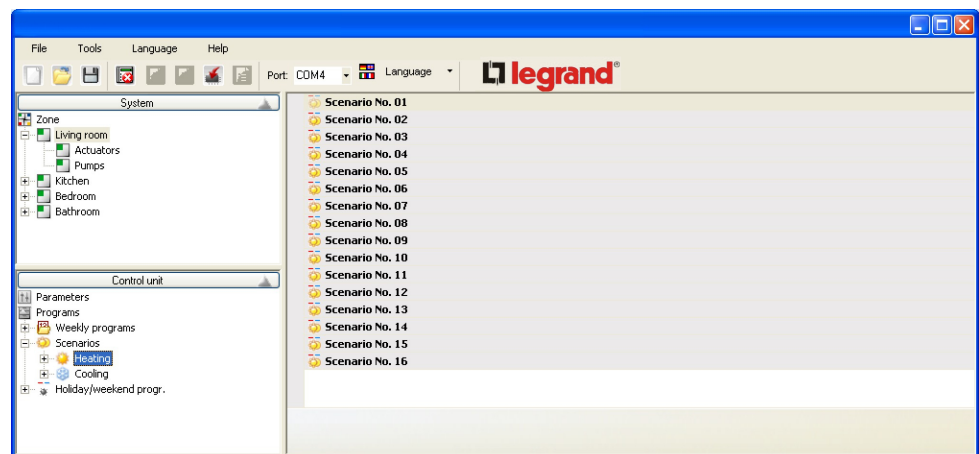 File Tools Language Help
Port: COM4 Language legrand®
System
Zone
Living room
Actuators
Pumps
Kitchen
Bedroom
Bathroom
Control unit
Parameters
Programs
Weekly programs
Scenarios
Heating
Cooling
Holiday/weekend progr.
Scenario No. 01
Scenario No. 02
Scenario No. 03
Scenario No. 04
Scenario No. 05
Scenario No. 06
Scenario No. 07
Scenario No. 08
Scenario No. 09
Scenario No. 10
Scenario No. 11
Scenario No. 12
Scenario No. 13
Scenario No. 14
Scenario No. 15
Scenario No. 16